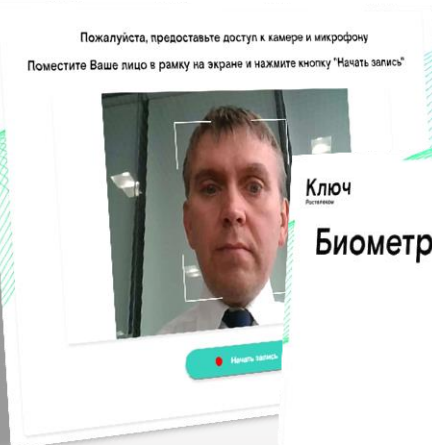 Пожалуйста, предоставьте доступ к камере и микрофону
Поместите Ваше лицо в рамку на экране и нажмите кнопку "Начать запись"
Ключ
Ростелеком
Биометр
Начать запись